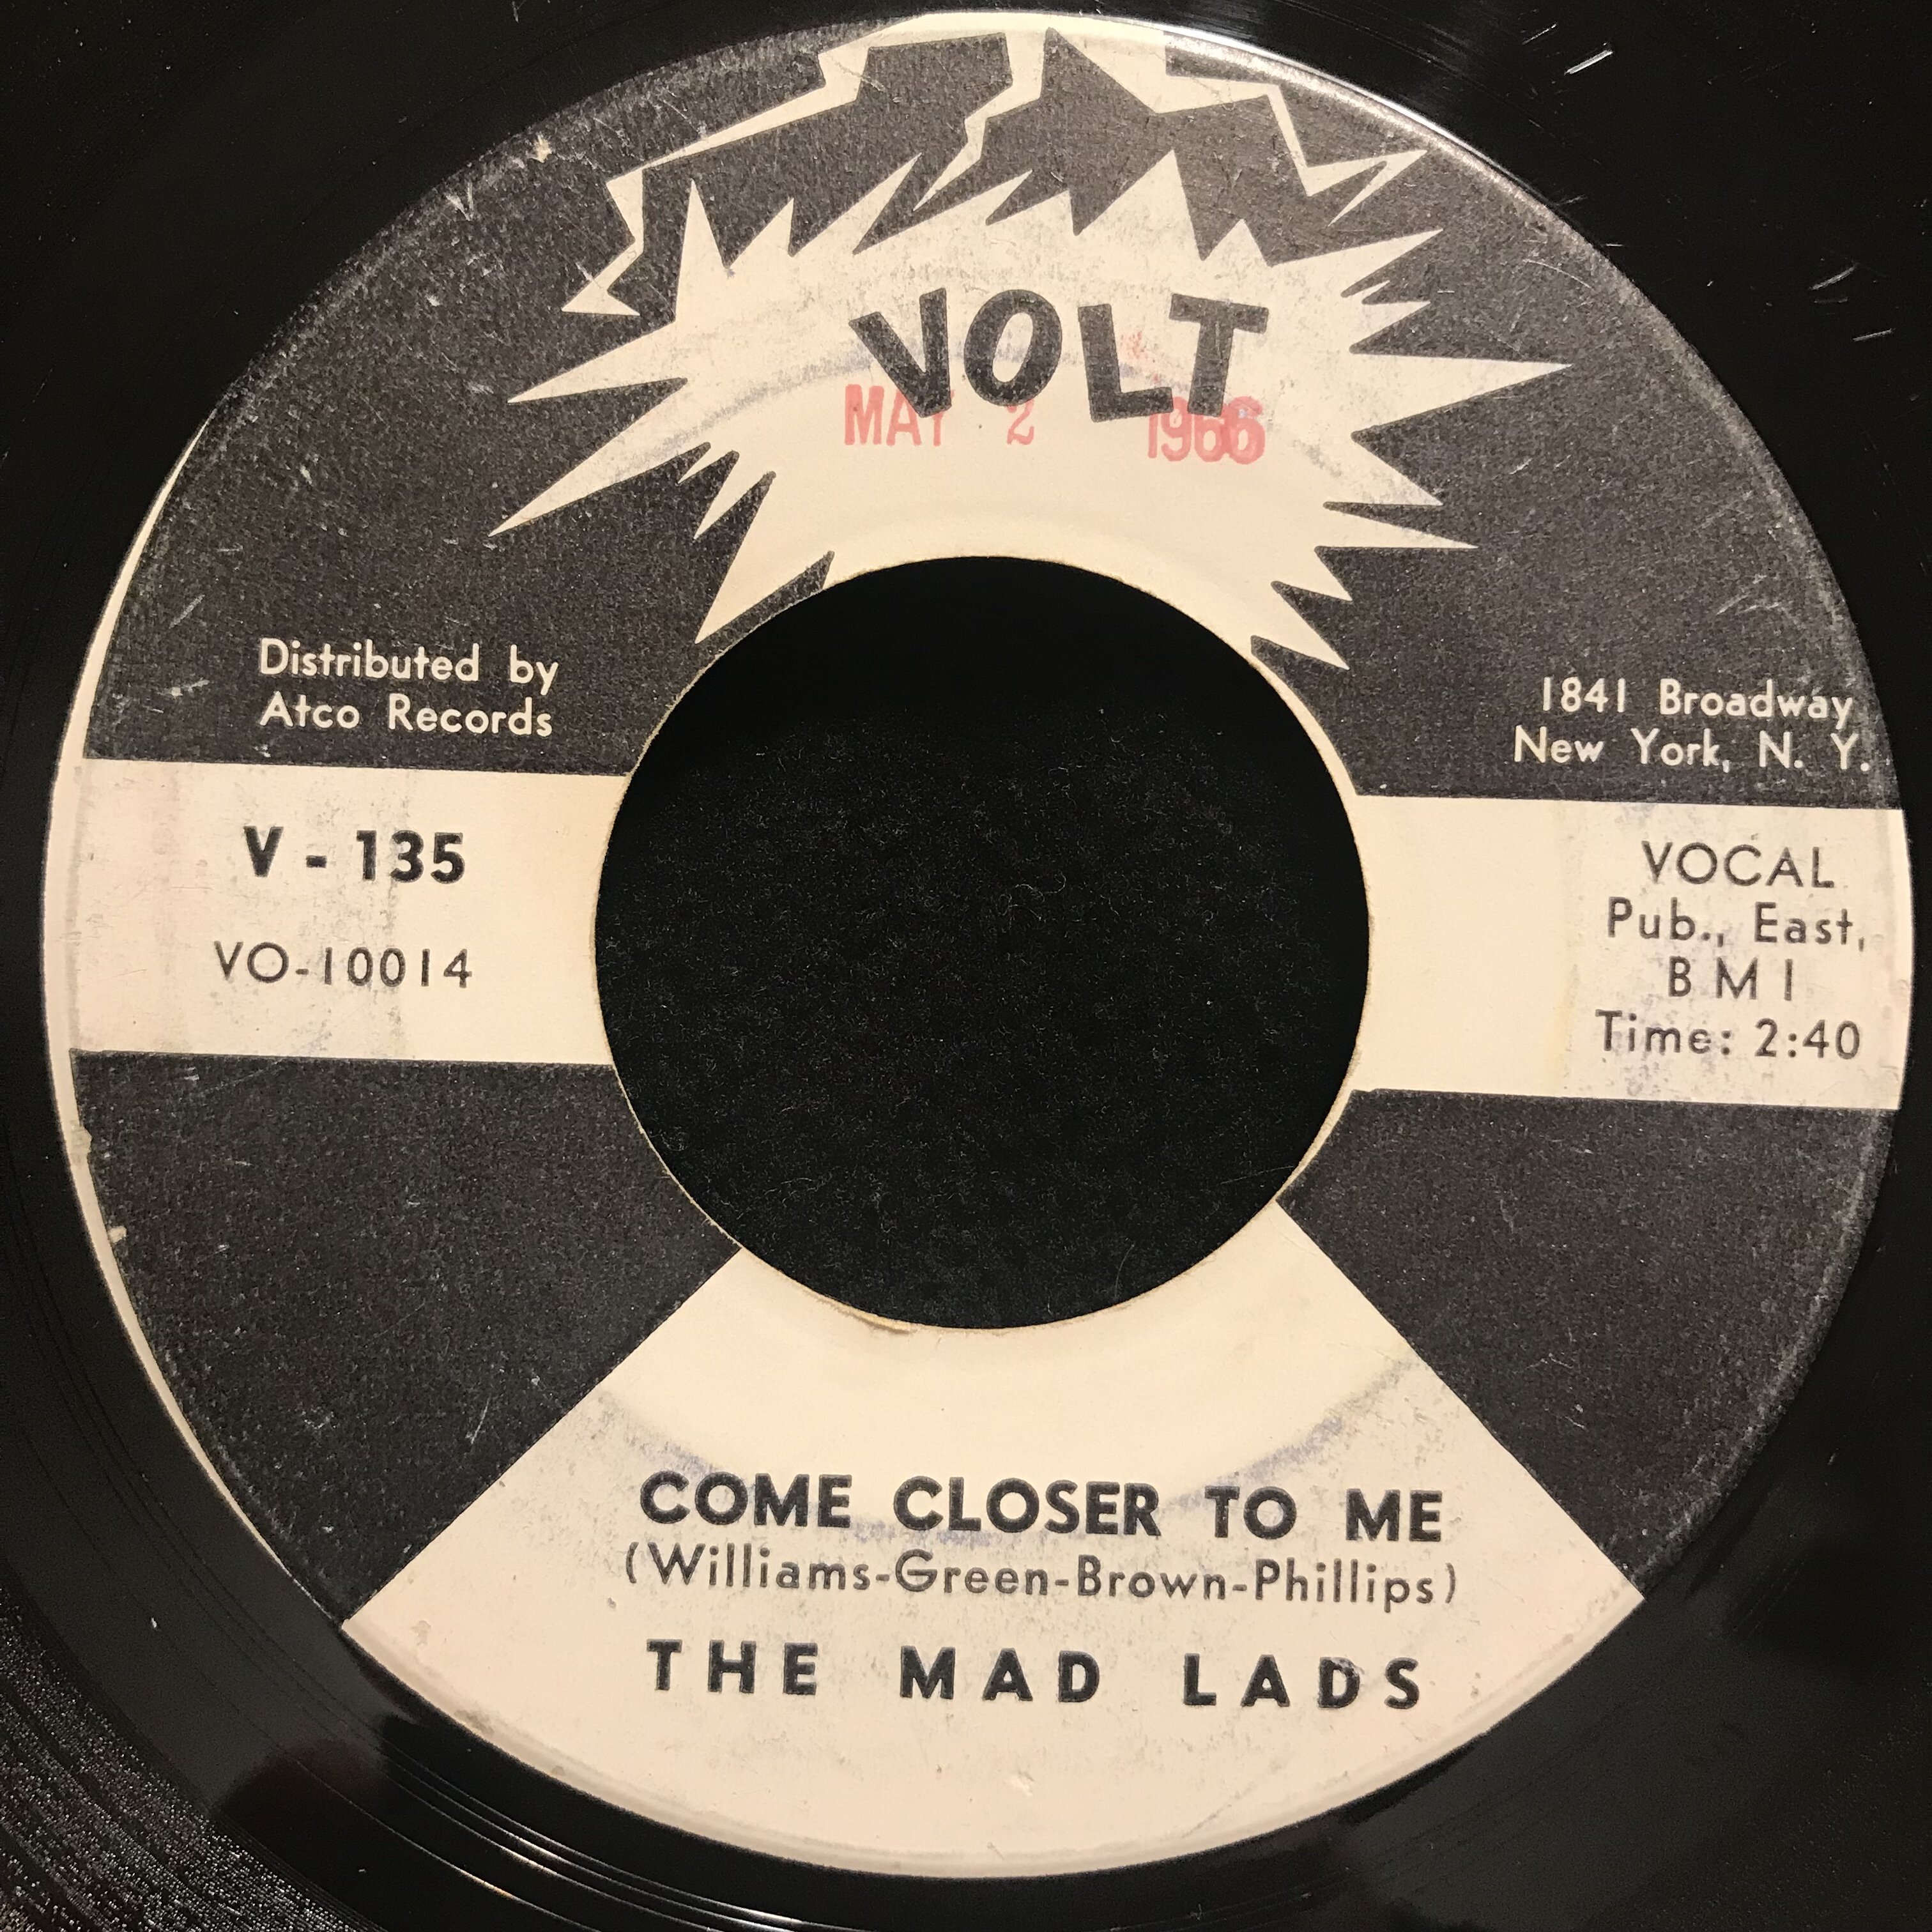 VOLT
MAY 2 1966
Distributed by
Atco Records
1841 Broadway
New York, N. Y.
V - 135
VO-10014
VOCAL
Pub., East,
B M I
Time: 2:40
COME CLOSER TO ME
(Williams-Green-Brown-Phillips)
THE MAD LADS